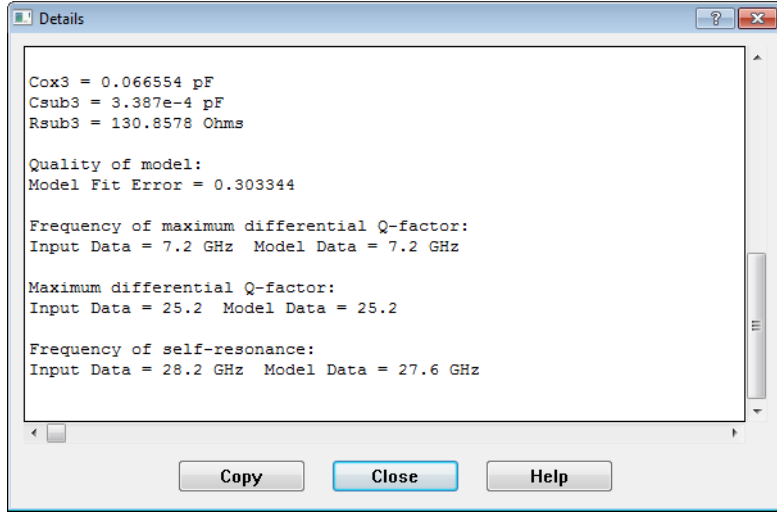 Details
Cox3 = 0.066554 pF
Csub3 = 3.387e-4 pF
Rsub3 = 130.8578 Ohms
Quality of model:
Model Fit Error = 0.303344
Frequency of maximum differential Q-factor:
Input Data = 7.2 GHz  Model Data = 7.2 GHz
Maximum differential Q-factor:
Input Data = 25.2  Model Data = 25.2
Frequency of self-resonance:
Input Data = 28.2 GHz  Model Data = 27.6 GHz
Copy Close Help